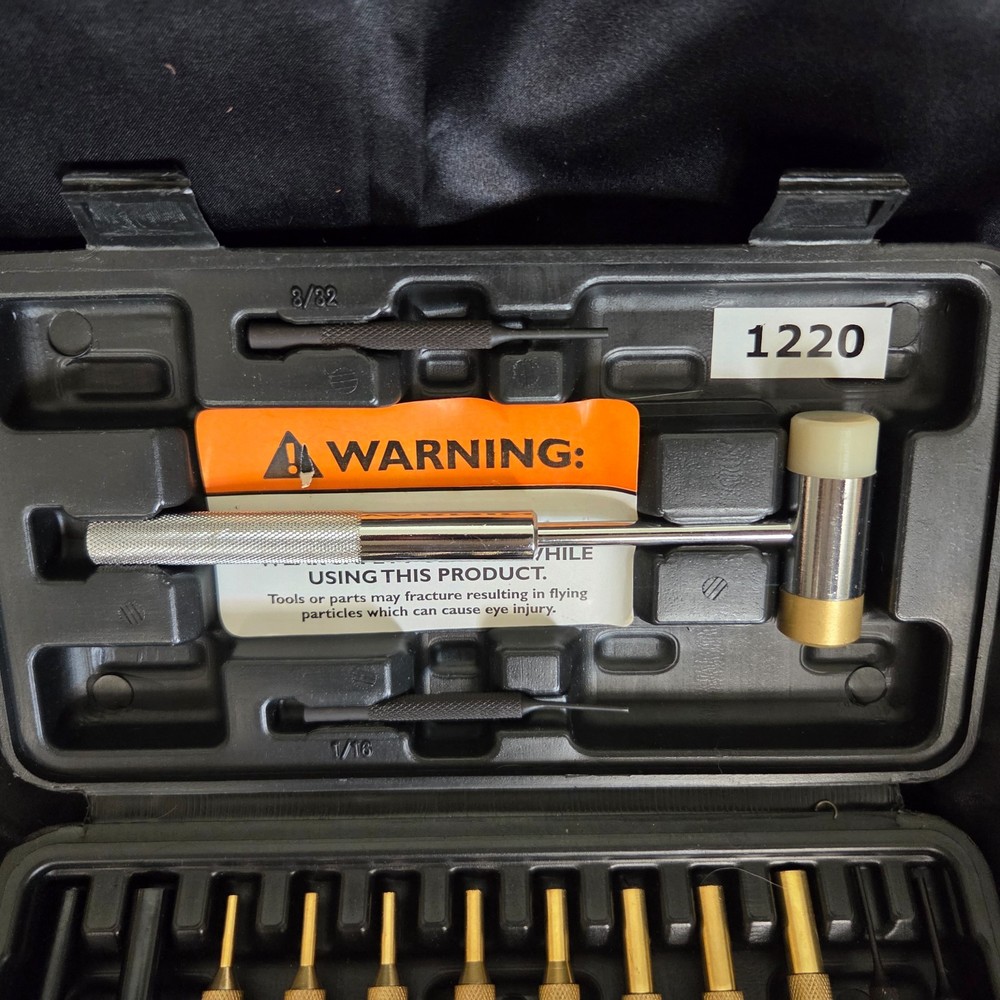 3/32
1220
WARNING:
USING THIS PRODUCT.
Tools or parts may fracture resulting in flying
particles which can cause eye injury.
1/16